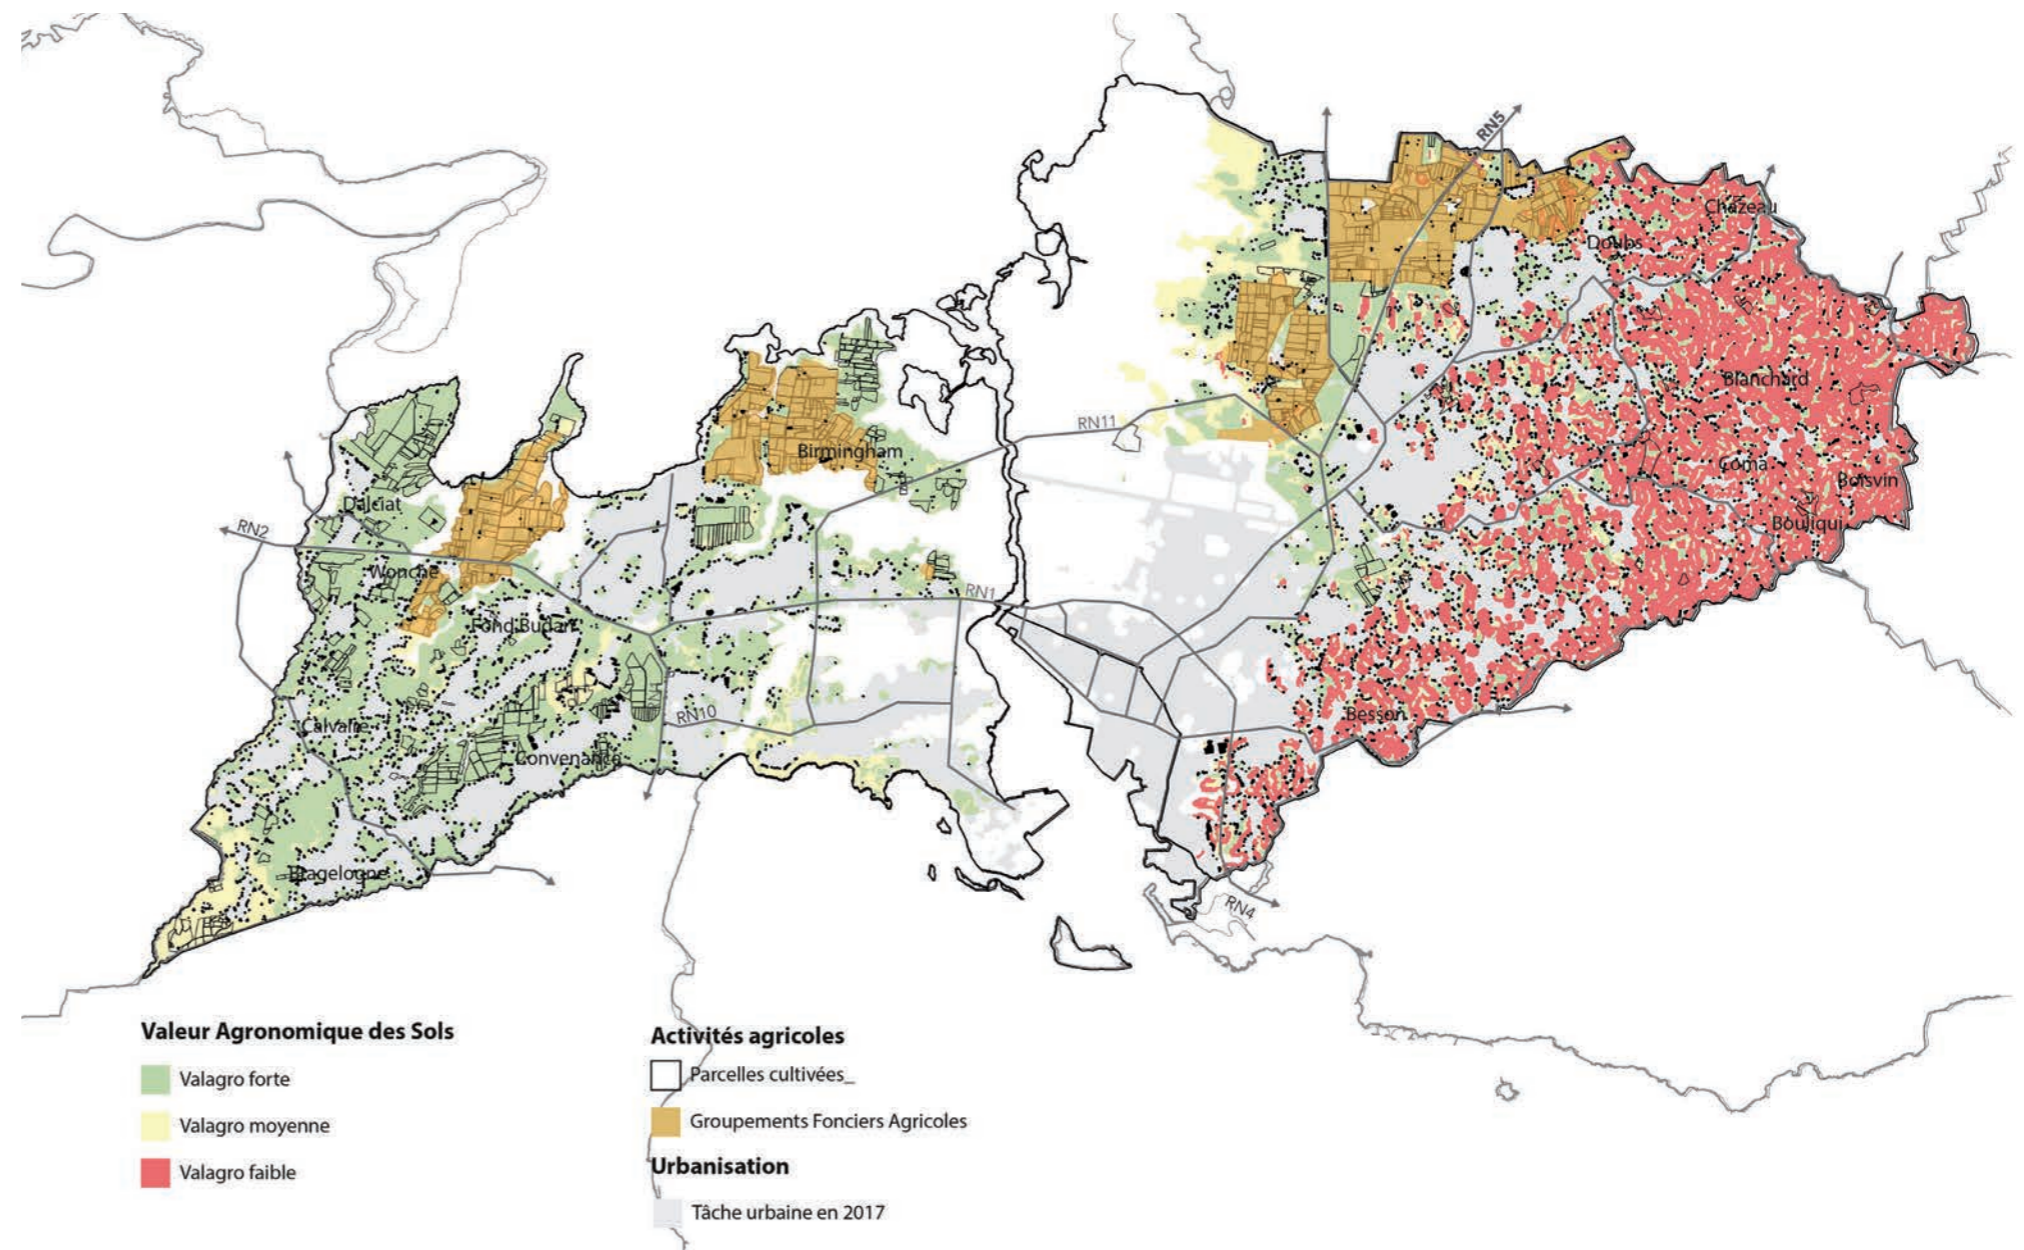 RN5
Chazeau
Doubs
Blanchard
RN11
Birmingham
Coma
Boisvin
Dalciat
Bouliqui
RN2
Wonche
RN1
Fond Budan
Besson
RN10
Calvaire
Convenance
Blagelogne
RN4
Valeur Agronomique des Sols
Valagro forte
Valagro moyenne
Valagro faible
Activités agricoles
Parcelles cultivées_
Groupements Fonciers Agricoles
Urbanisation
Tâche urbaine en 2017